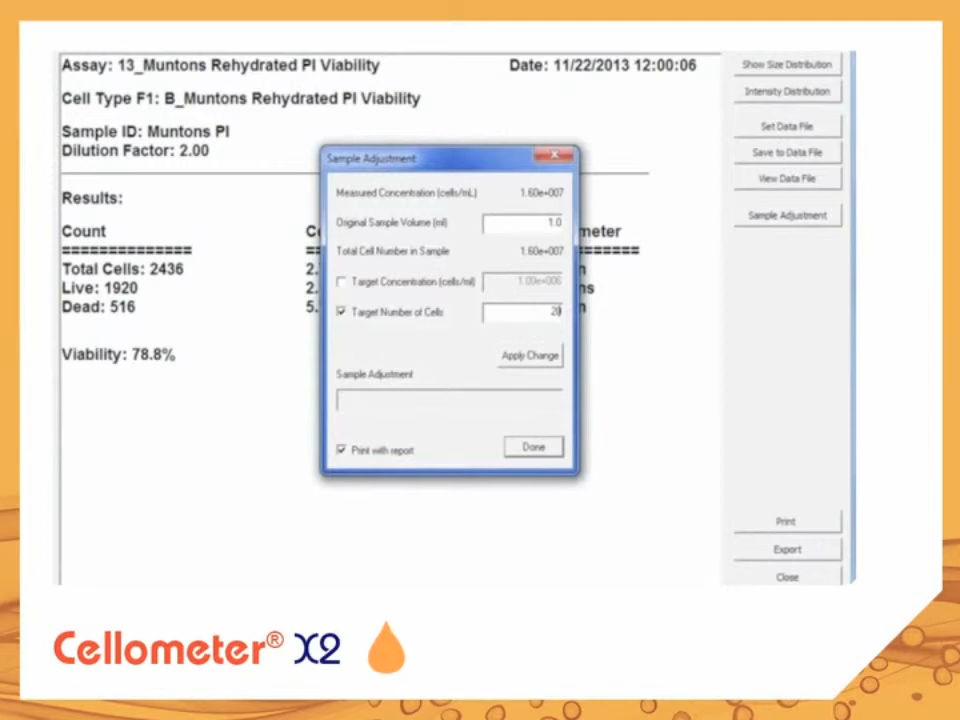 Assay: 13_Muntons Rehydrated PI Viability Date: 11/22/2013 12:00:06
Cell Type F1: B_Muntons Rehydrated PI Viability
Sample ID: Muntons PI
Dilution Factor: 2.00
Results:
Count
==============
Total Cells: 2436
Live: 1920
Dead: 516
Viability: 78.8%
Sample Adjustment
Measured Concentration (cells/mL) 1.60e+007
Original Sample Volume (ml) 1.0
Total Cell Number in Sample 1.60e+007
Target Concentration (cells/ml) 1.00e+006
Target Number of Cells 20
Apply Change
Sample Adjustment
Print with report
Done
Show Size Distribution
Intensity Distribution
Set Data File
Save to Data File
View Data File
Sample Adjustment
Print
Export
Close
Cellometer® X2